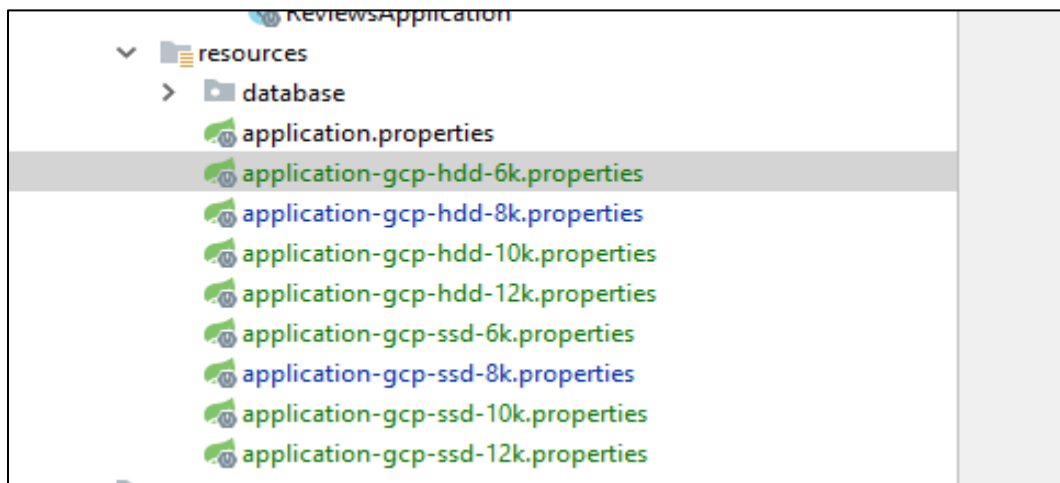 ReviewsApplication
resources
database
application.properties
application-gcp-hdd-6k.properties
application-gcp-hdd-8k.properties
application-gcp-hdd-10k.properties
application-gcp-hdd-12k.properties
application-gcp-ssd-6k.properties
application-gcp-ssd-8k.properties
application-gcp-ssd-10k.properties
application-gcp-ssd-12k.properties